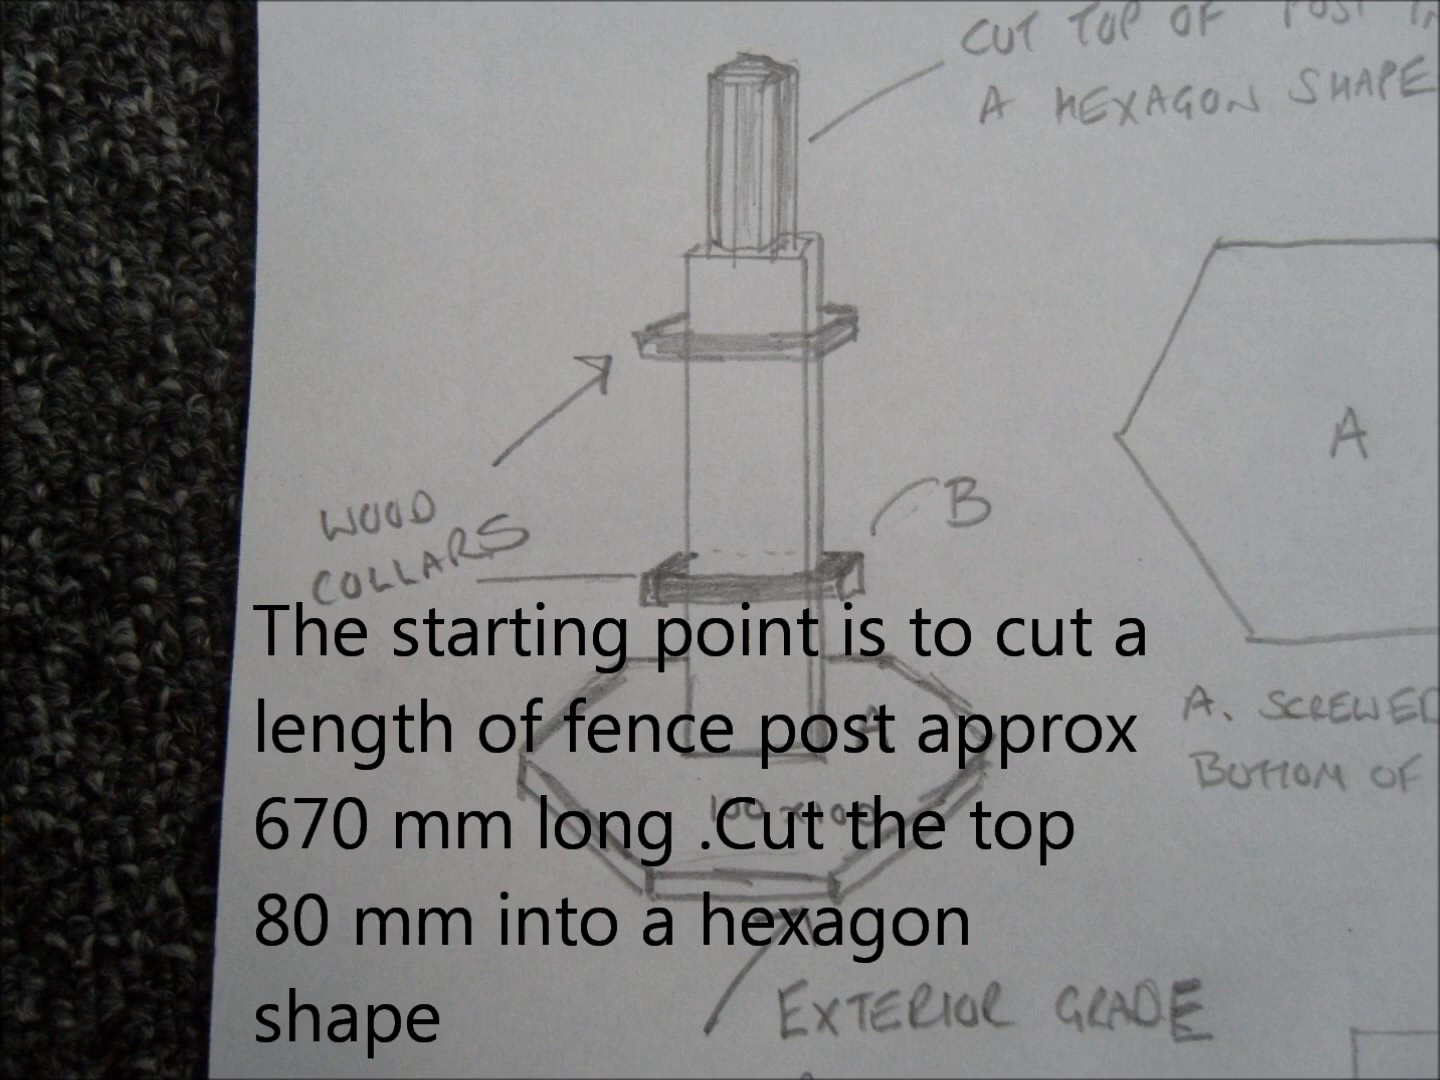 CUT TOP OF POST
A HEXAGON SHAPE
WOOD
COLLARS
B
A
A. SCREWED
BOTTOM OF
The starting point is to cut a
length of fence post approx
670 mm long .Cut the top
80 mm into a hexagon
shape
EXTERIOR GRADE